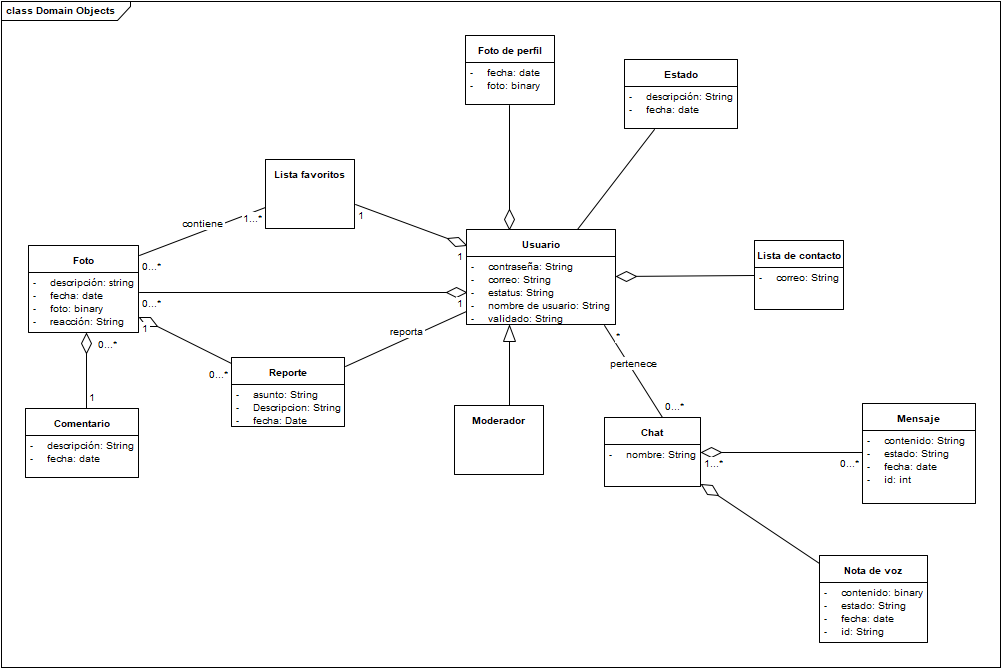 class Domain Objects
Foto de perfil
- fecha: date
- foto: binary
Estado
- descripción: String
- fecha: date
Lista favoritos
contiene
1...*
0...*
1
Usuario
- contraseña: String
- correo: String
- estatus: String
- nombre de usuario: String
- validado: String
1
1
Lista de contacto
- correo: String
Foto
- descripción: string
- fecha: date
- foto: binary
- reacción: String
0...*
1
0...*
reporta
*
pertenece
0...*
Reporte
- asunto: String
- Descripcion: String
- fecha: Date
0...*
1
Comentario
- descripción: String
- fecha: date
Moderador
Chat
- nombre: String
1...*
0...*
Mensaje
- contenido: String
- estado: String
- fecha: date
- id: int
Nota de voz
- contenido: binary
- estado: String
- fecha: date
- id: String